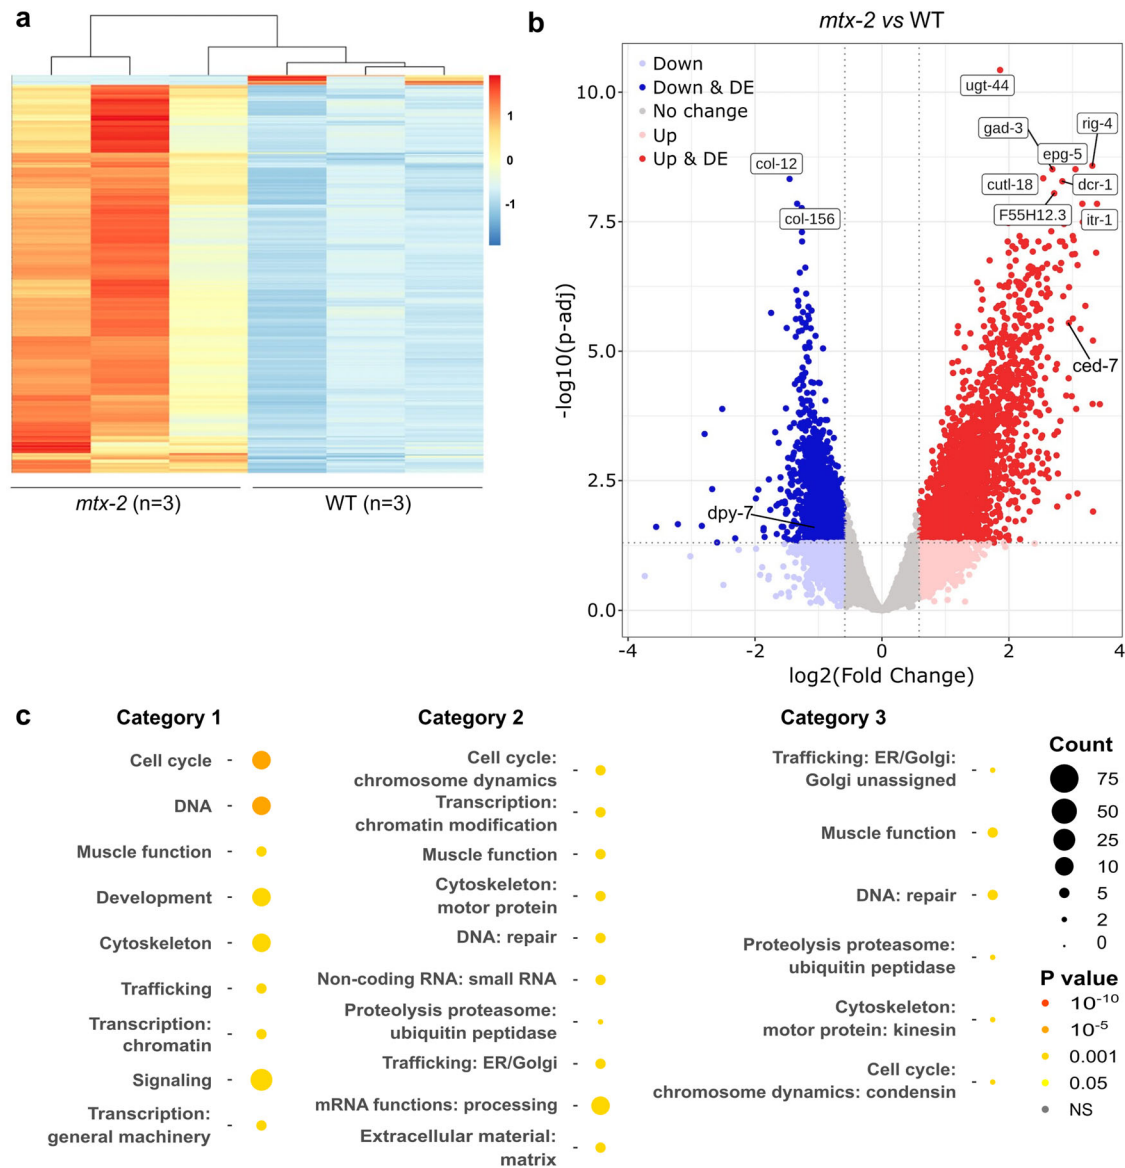 a
1
0
-1
mtx-2 (n=3)
WT (n=3)
b
mtx-2 vs WT
Down
Down & DE
No change
Up
Up & DE
ugt-44
gad-3
rig-4
epg-5
cutl-18
dcr-1
F55H12.3
itr-1
col-12
col-156
ced-7
dpy-7
10.0
7.5
5.0
2.5
0.0
-log10(p-adj)
-4
-2
0
2
4
log2(Fold Change)
c
Category 1
Cell cycle
DNA
Muscle function
Development
Cytoskeleton
Trafficking
Transcription:
chromatin
Signaling
Transcription:
general machinery
Category 2
Cell cycle:
chromosome dynamics
Transcription:
chromatin modification
Muscle function
Cytoskeleton:
motor protein
DNA: repair
Non-coding RNA: small RNA
Proteolysis proteasome:
ubiquitin peptidase
Trafficking: ER/Golgi
mRNA functions: processing
Extracellular material:
matrix
Category 3
Trafficking: ER/Golgi:
Golgi unassigned
Muscle function
DNA: repair
Proteolysis proteasome:
ubiquitin peptidase
Cytoskeleton:
motor protein: kinesin
Cell cycle:
chromosome dynamics: condensin
Count
75
50
25
10
5
2
0
P value
10⁻¹⁰
10⁻⁵
0.001
0.05
NS